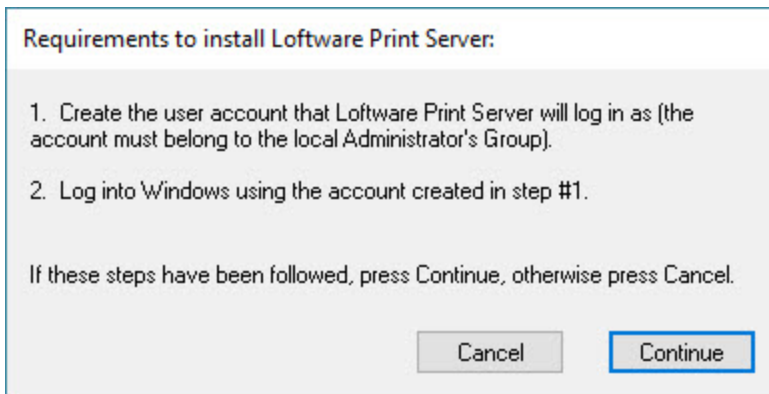 Requirements to install Loftware Print Server:
1. Create the user account that Loftware Print Server will log in as (the
account must belong to the local Administrator's Group).
2. Log into Windows using the account created in step #1.
If these steps have been followed, press Continue, otherwise press Cancel.
Cancel Continue